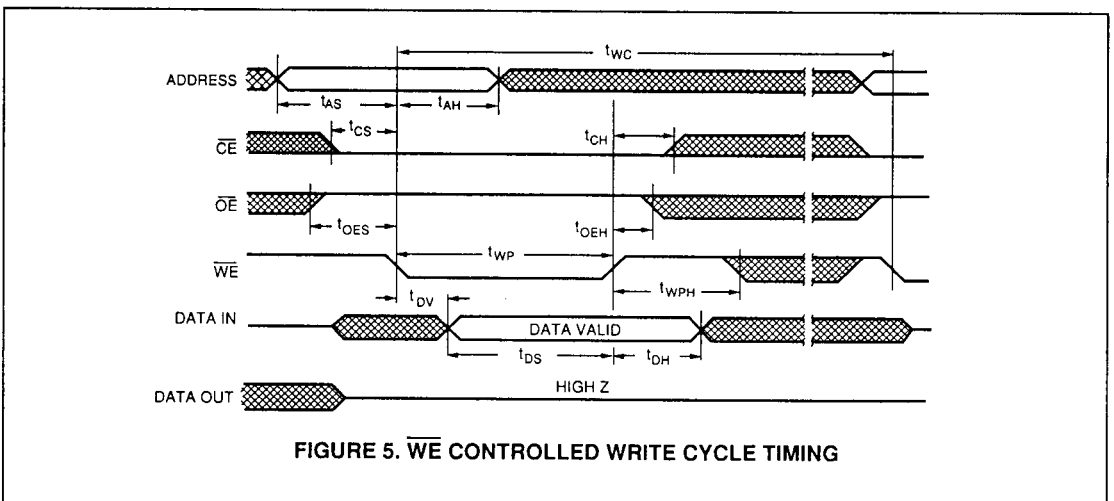 tWC
ADDRESS
tAS
tAH
tCS
CE
tCH
OE
tOES
tOEH
WE
tWP
tWPH
tDV
DATA IN
DATA VALID
tDS
tDH
DATA OUT
HIGH Z
FIGURE 5. WE CONTROLLED WRITE CYCLE TIMING